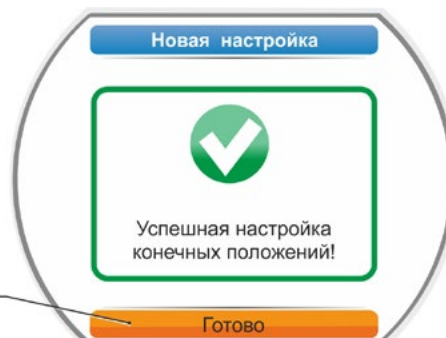 Новая настройка
Успешная настройка
конечных положений!
Готово